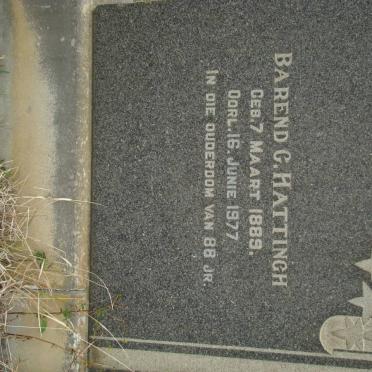 BAREND C. HATTINGH
GEB. 7 MAART 1889.
OORL. 16. JUNIE 1977
IN DIE OUDERDOM VAN 88 JR.